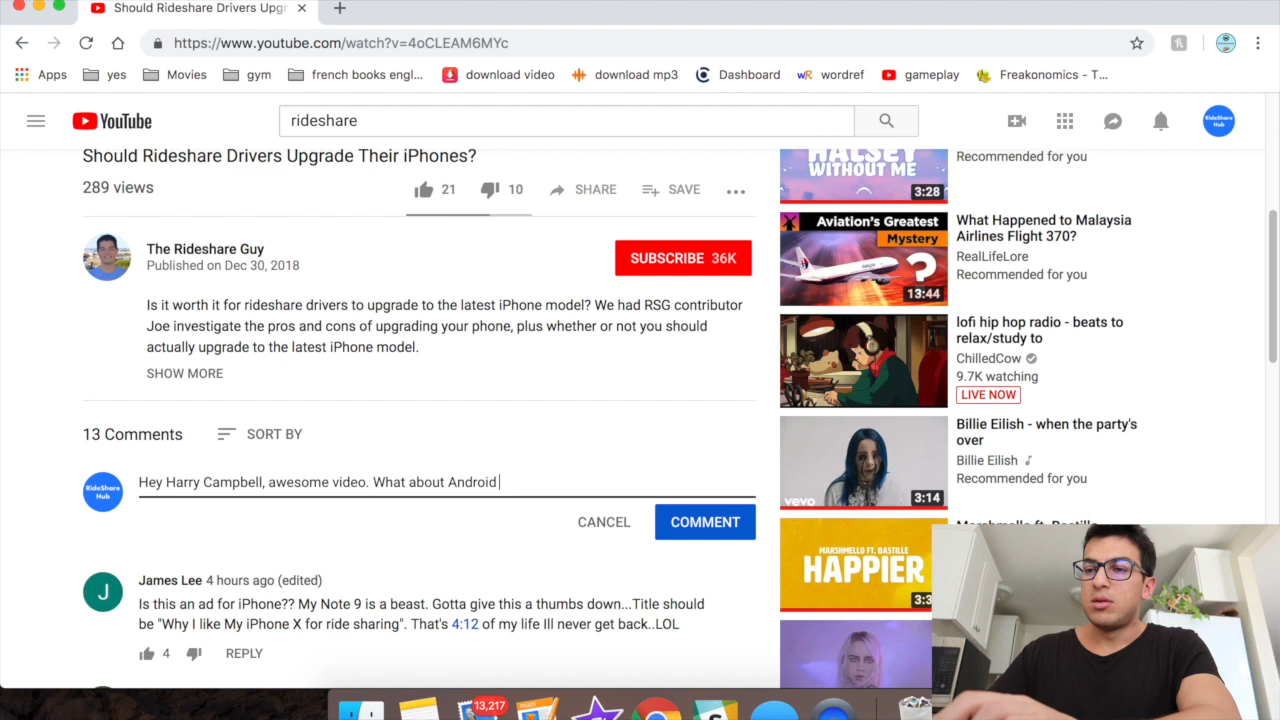 Should Rideshare Drivers Upgr
https://www.youtube.com/watch?v=4oCLEAM6MYc
Apps yes Movies gym french books engl... download video download mp3 Dashboard wordref gameplay Freakonomics - T...
YouTube
rideshare
RideShare
Hub
Should Rideshare Drivers Upgrade Their iPhones?
289 views
21 10 SHARE SAVE
The Rideshare Guy
Published on Dec 30, 2018
SUBSCRIBE 36K
Is it worth it for rideshare drivers to upgrade to the latest iPhone model? We had RSG contributor
Joe investigate the pros and cons of upgrading your phone, plus whether or not you should
actually upgrade to the latest iPhone model.
SHOW MORE
13 Comments SORT BY
RideShare
Hub
Hey Harry Campbell, awesome video. What about Android
CANCEL COMMENT
J
James Lee 4 hours ago (edited)
Is this an ad for iPhone?? My Note 9 is a beast. Gotta give this a thumbs down...Title should
be "Why I like My iPhone X for ride sharing". That's 4:12 of my life Ill never get back..LOL
4 REPLY
HALSEY
WITHOUT ME
3:28
Recommended for you
Aviation's Greatest
Mystery
?
13:44
What Happened to Malaysia
Airlines Flight 370?
RealLifeLore
Recommended for you
lofi hip hop radio - beats to
relax/study to
ChilledCow
9.7K watching
LIVE NOW
vevo
3:14
Billie Eilish - when the party's
over
Billie Eilish
Recommended for you
MARSHMELLO FT. BASTILLE
HAPPIER
3:3
Marshmello ft. Bastille
13,217
PAGES